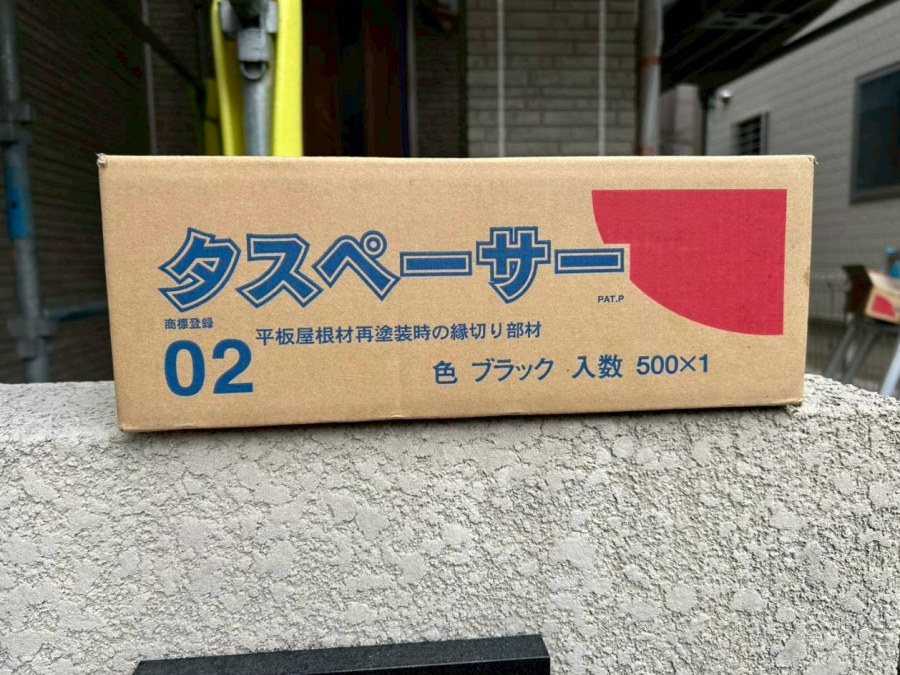 タスペーサー
PAT.P
商標登録
02
平板屋根材再塗装時の縁切り部材
色 ブラック 入数 500×1